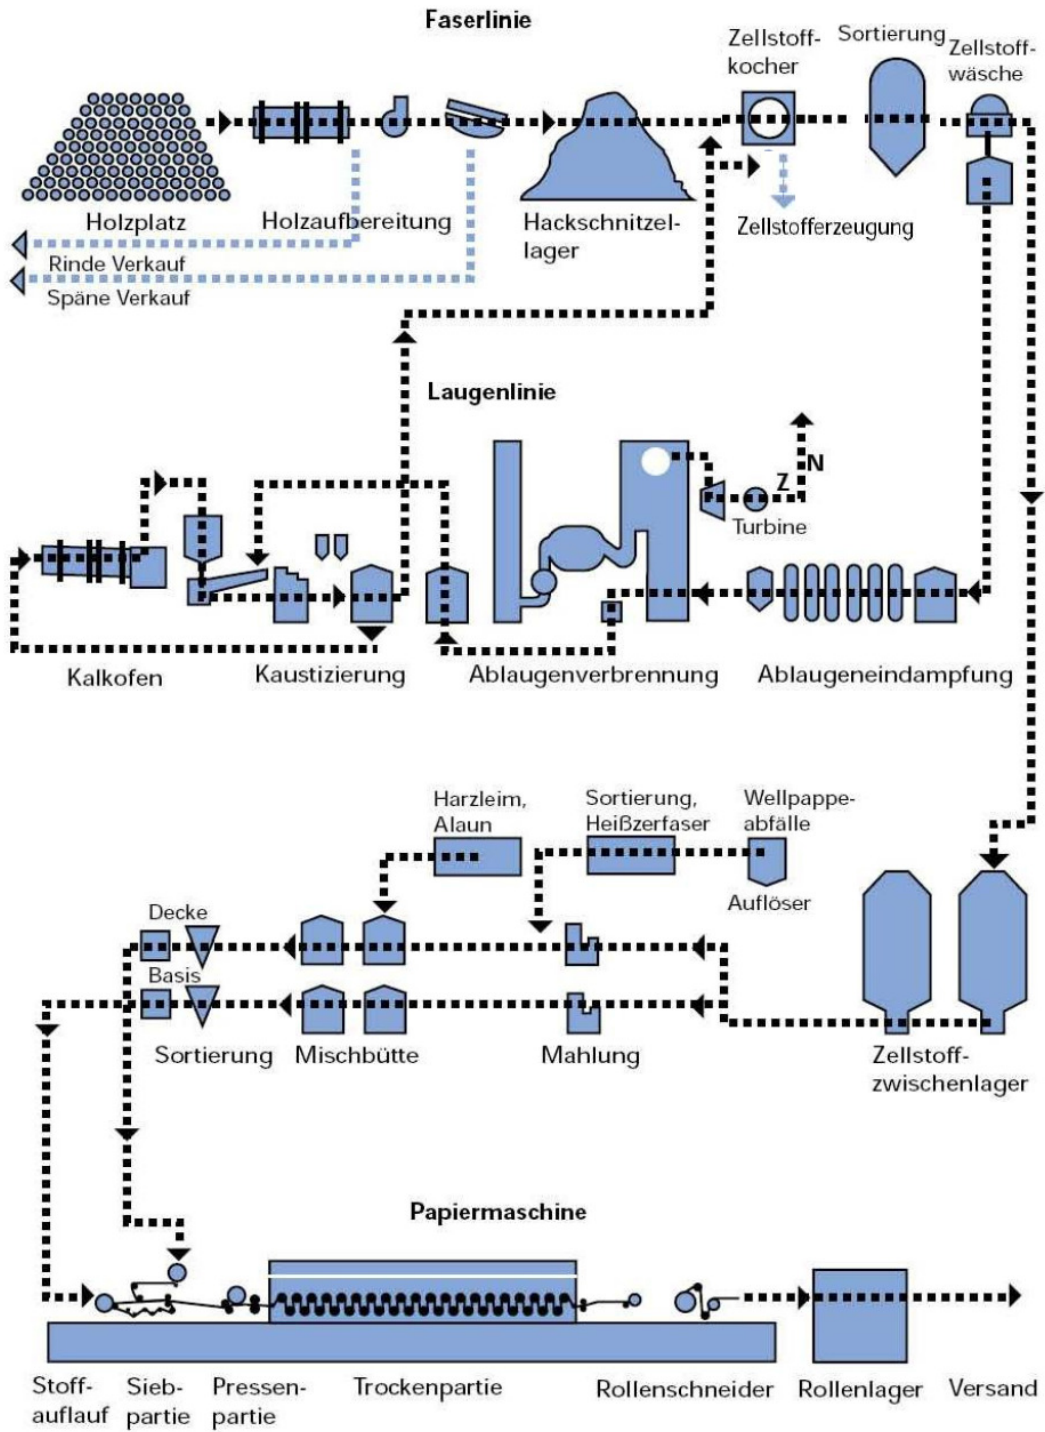 Faserlinie
Zellstoff-
kocher
Sortierung
Zellstoff-
wäsche
Holzplatz
Holzaufbereitung
Hackschnitzel-
lager
Zellstofferzeugung
Rinde Verkauf
Späne Verkauf
Laugenlinie
N
Z
Turbine
Kalkofen
Kaustizierung
Ablaugenverbrennung
Ablaugeneindampfung
Harzleim,
Alaun
Sortierung,
Heißzerfaser
Wellpappe-
abfälle
Auflöser
Decke
Basis
Sortierung
Mischbütte
Mahlung
Zellstoff-
zwischenlager
Papiermaschine
Stoff-
auflauf
Sieb-
partie
Pressen-
partie
Trockenpartie
Rollenschneider
Rollenlager
Versand